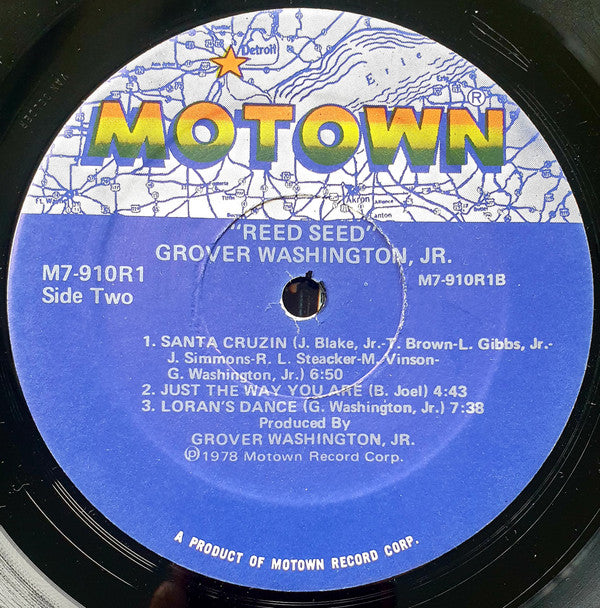 Detroit
Erie
MOTOWN®
Akron
Canton
"REED SEED"
GROVER WASHINGTON, JR.
M7-910R1
M7-910R1B
Side Two
1. SANTA CRUZIN (J. Blake, Jr.-T. Brown-L. Gibbs, Jr.-
J. Simmons-R. L. Steacker-M. Vinson-
G. Washington, Jr.) 6:50
2. JUST THE WAY YOU ARE (B. Joel) 4:43
3. LORAN'S DANCE (G. Washington, Jr.) 7:38
Produced By
GROVER WASHINGTON, JR.
℗1978 Motown Record Corp.
A PRODUCT OF MOTOWN RECORD CORP.